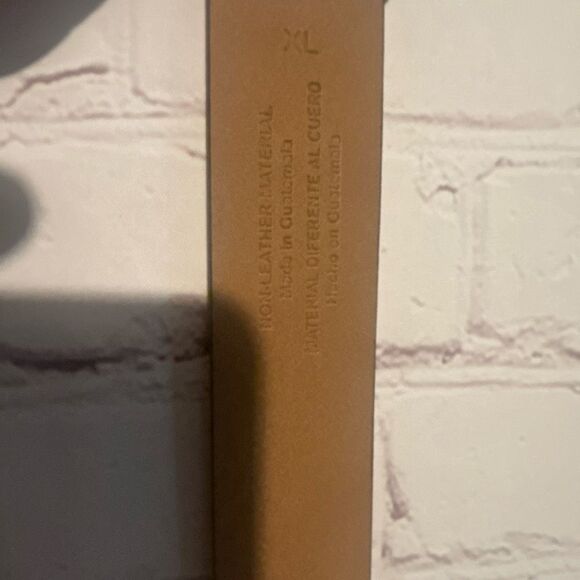 XL
NON-LEATHER MATERIAL
Made in Guatemala
MATERIAL DIFERENTE AL CUERO
Hecho en Guatemala